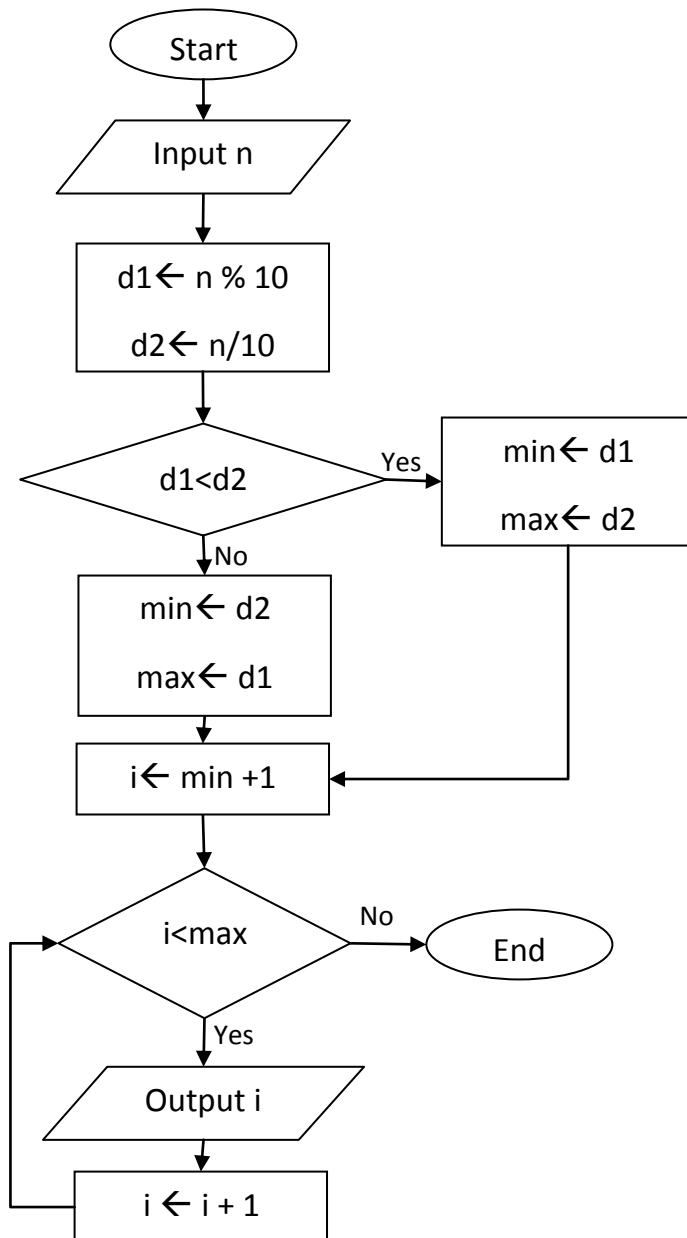 Start
Input n
d1← n % 10
d2← n/10
d1<d2
Yes
min← d1
max← d2
No
min← d2
max← d1
i← min +1
i<max
No
End
Yes
Output i
i ← i + 1